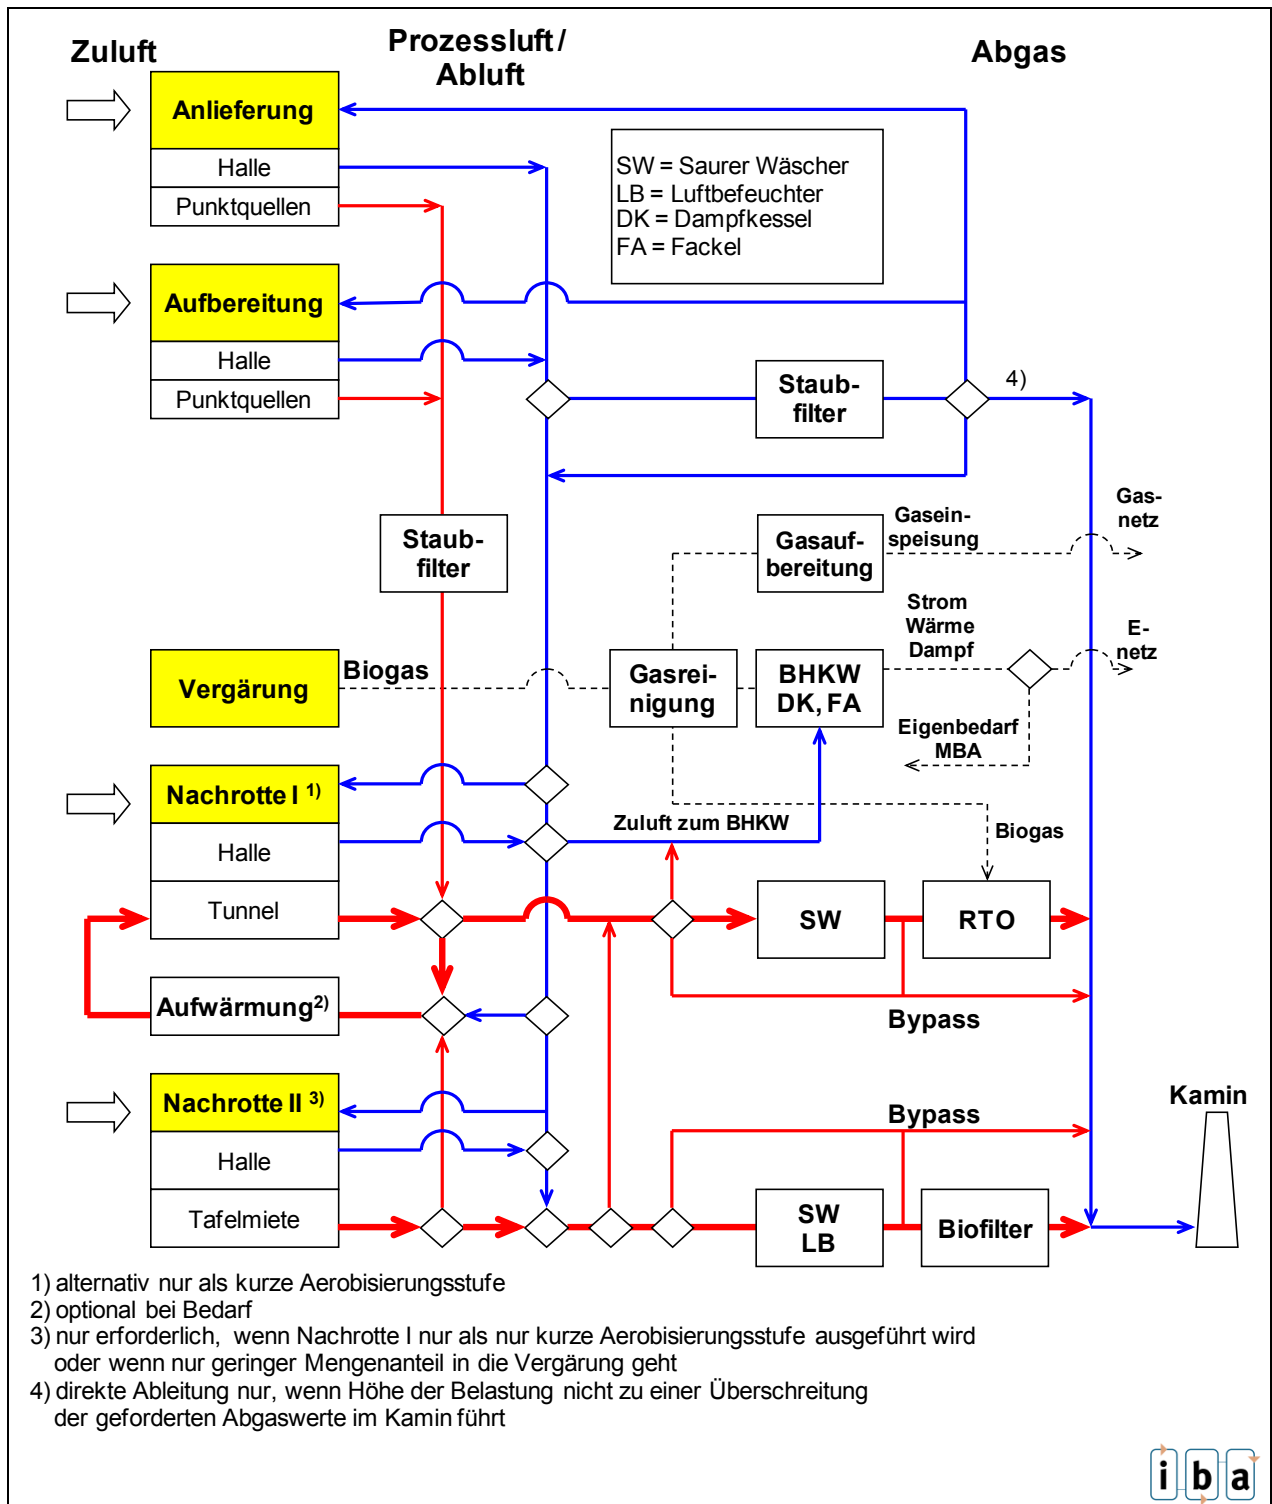 Zuluft
Prozessluft /
Abluft
Abgas
Anlieferung
Halle
Punktquellen
SW = Saurer Wäscher
LB = Luftbefeuchter
DK = Dampfkessel
FA = Fackel
Aufbereitung
Halle
Punktquellen
Staub-
filter
4)
Staub-
filter
Gasauf-
bereitung
Gasein-
speisung
Gas-
netz
Vergärung
Biogas
Gasrei-
nigung
BHKW
DK, FA
Strom
Wärme
Dampf
E-
netz
Eigenbedarf
MBA
Nachrotte I 1)
Halle
Tunnel
Zuluft zum BHKW
Biogas
SW
RTO
Aufwärmung2)
Bypass
Nachrotte II 3)
Halle
Tafelmiete
Bypass
SW
LB
Biofilter
Kamin
1) alternativ nur als kurze Aerobisierungsstufe
2) optional bei Bedarf
3) nur erforderlich, wenn Nachrotte I nur als nur kurze Aerobisierungsstufe ausgeführt wird
oder wenn nur geringer Mengenanteil in die Vergärung geht
4) direkte Ableitung nur, wenn Höhe der Belastung nicht zu einer Überschreitung
der geforderten Abgaswerte im Kamin führt
iba